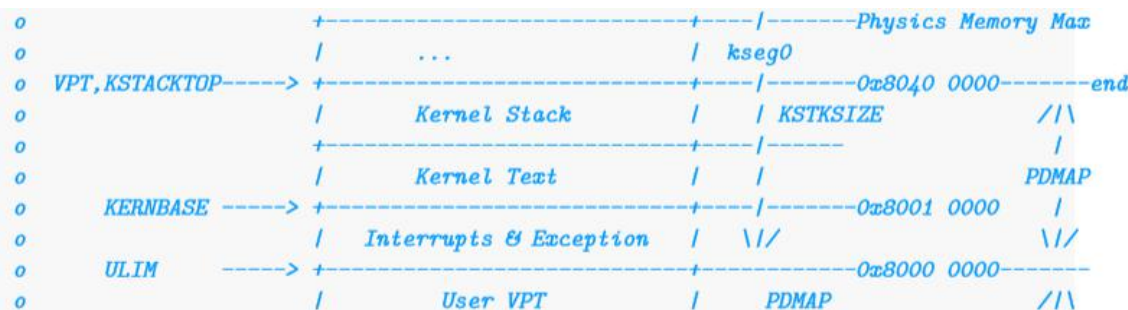 o                     +----------------------------+----|-------Physics Memory Max
o                     |       ...                  |  kseg0
o  VPT,KSTACKTOP-----> +----------------------------+----|-------0x8040 0000-------end
o                     |       Kernel Stack         |    | KSTKSIZE            /|\
o                     +----------------------------+----|------                |
o                     |       Kernel Text          |    |                    PDMAP
o      KERNBASE -----> +----------------------------+----|-------0x8001 0000    |
o                     |   Interrupts & Exception   |   \|/                    \|/
o      ULIM     -----> +----------------------------+------------0x8000 0000-------
o                     |         User VPT           |     PDMAP                /|\